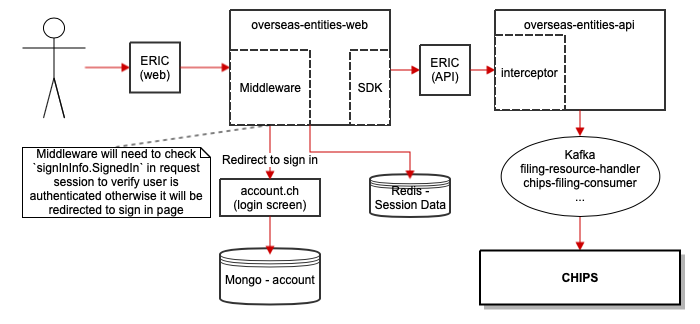 overseas-entities-web
overseas-entities-api
ERIC
(web)
Middleware
SDK
ERIC
(API)
interceptor
Middleware will need to check
`signInInfo.SignedIn` in request
session to verify user is
authenticated otherwise it will be
redirected to sign in page
Redirect to sign in
account.ch
(login screen)
Redis -
Session Data
Kafka
filing-resource-handler
chips-filing-consumer
...
Mongo - account
CHIPS